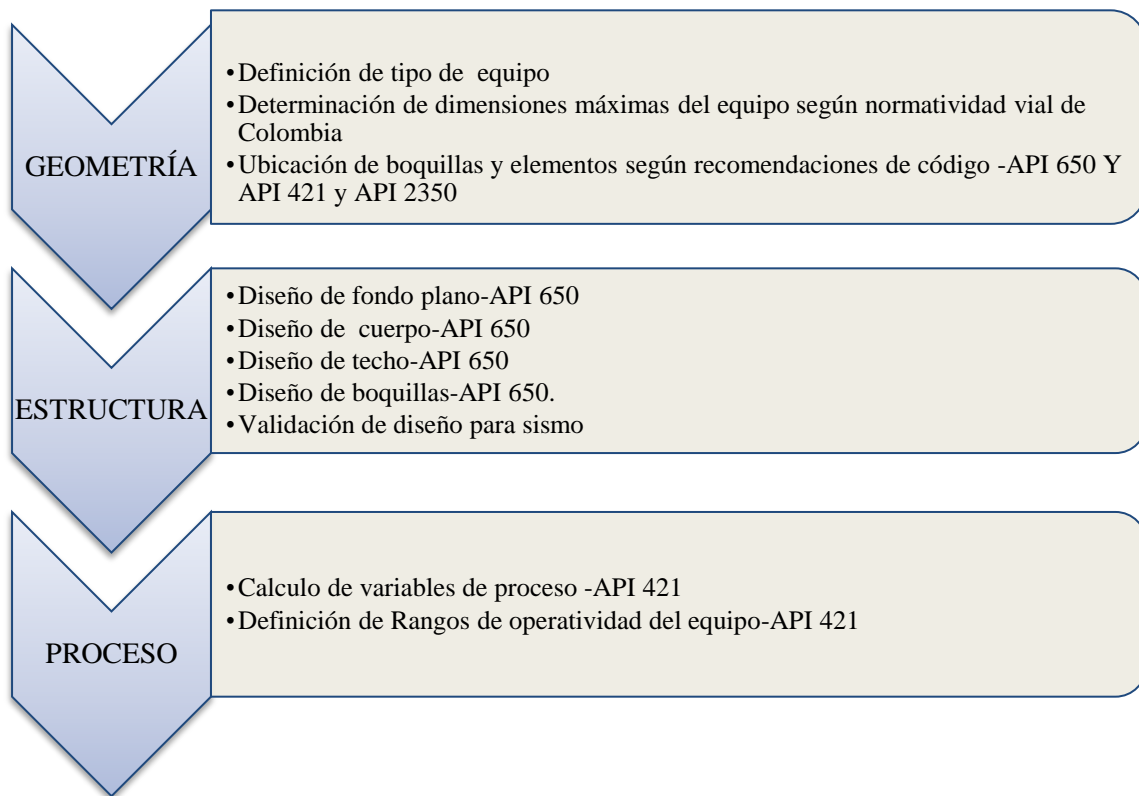 GEOMETRÍA
•Definición de tipo de equipo
•Determinación de dimensiones máximas del equipo según normatividad vial de
Colombia
•Ubicación de boquillas y elementos según recomendaciones de código -API 650 Y
API 421 y API 2350
ESTRUCTURA
•Diseño de fondo plano-API 650
•Diseño de cuerpo-API 650
•Diseño de techo-API 650
•Diseño de boquillas-API 650.
•Validación de diseño para sismo
PROCESO
•Calculo de variables de proceso -API 421
•Definición de Rangos de operatividad del equipo-API 421